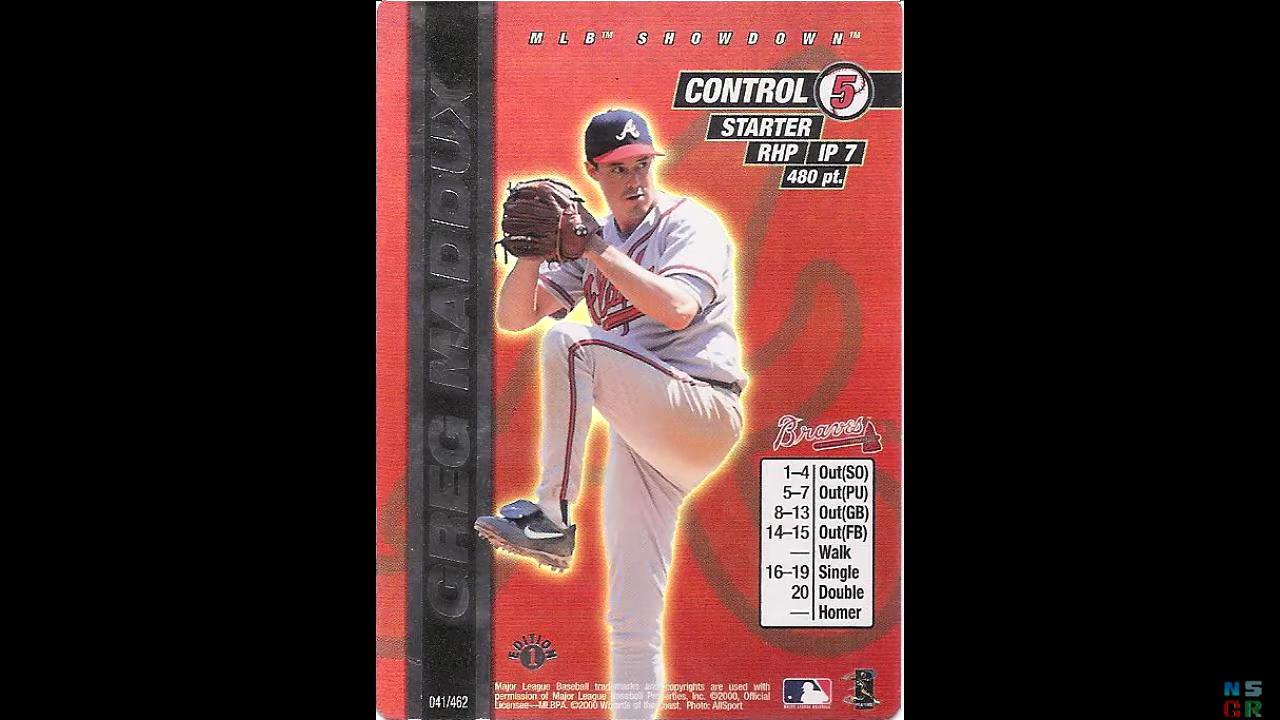 MLB™ SHOWDOWN™
CONTROL 5
STARTER
RHP IP 7
480 pt.
GREG MADDUX
A
Braves
1–4 Out(SO)
5–7 Out(PU)
8–13 Out(GB)
14–15 Out(FB)
— Walk
16–19 Single
20 Double
— Homer
EDITION
1
041/462
Major League Baseball trademarks and copyrights are used with
permission of Major League Baseball Properties, Inc. ©2000, Official
Licensee—MLBPA. ©2000 Wizards of the Coast. Photo: AllSport
NS
GR